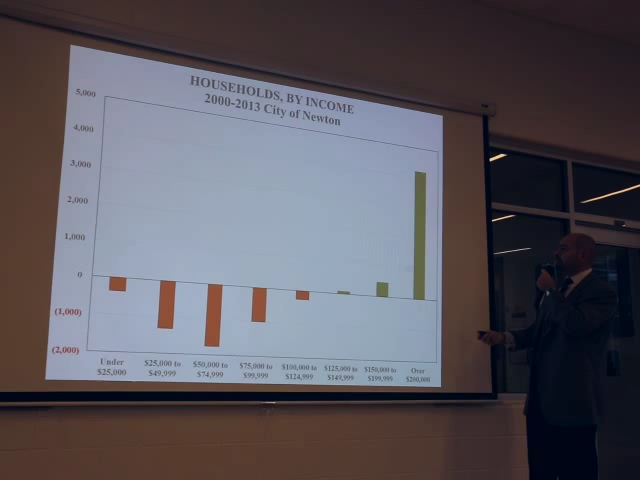 HOUSEHOLDS, BY INCOME
2000-2013 City of Newton
5,000
4,000
3,000
2,000
1,000
0
(1,000)
(2,000)
Under
$25,000
$25,000 to
$49,999
$50,000 to
$74,999
$75,000 to
$99,999
$100,000 to
$124,999
$125,000 to
$149,999
$150,000 to
$199,999
Over
$200,000